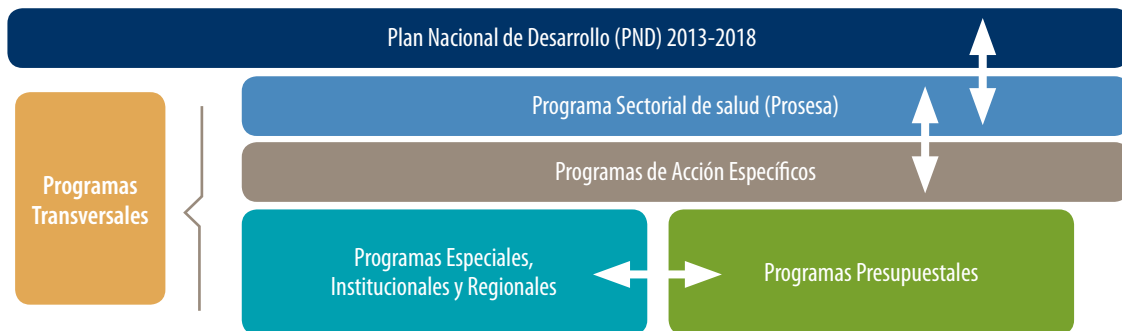 Plan Nacional de Desarrollo (PND) 2013-2018
Programa Sectorial de salud (Prosesa)
Programas de Acción Específicos
Programas
Transversales
Programas Especiales,
Institucionales y Regionales
Programas Presupuestales